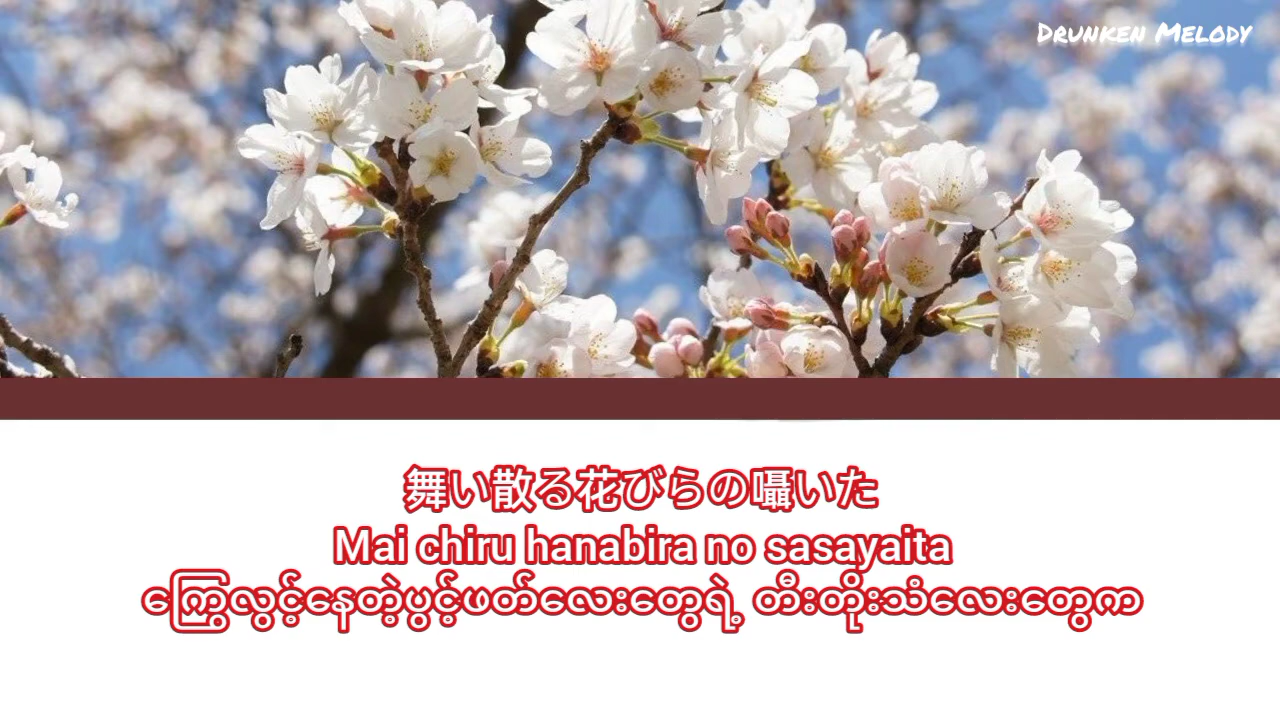 Drunken Melody
舞い散る花びらの囁いた
Mai chiru hanabira no sasayaita
ကြွေလွင့်နေတဲ့ပွင့်ဖတ်လေးတွေရဲ့ တီးတိုးသံလေးတွေက